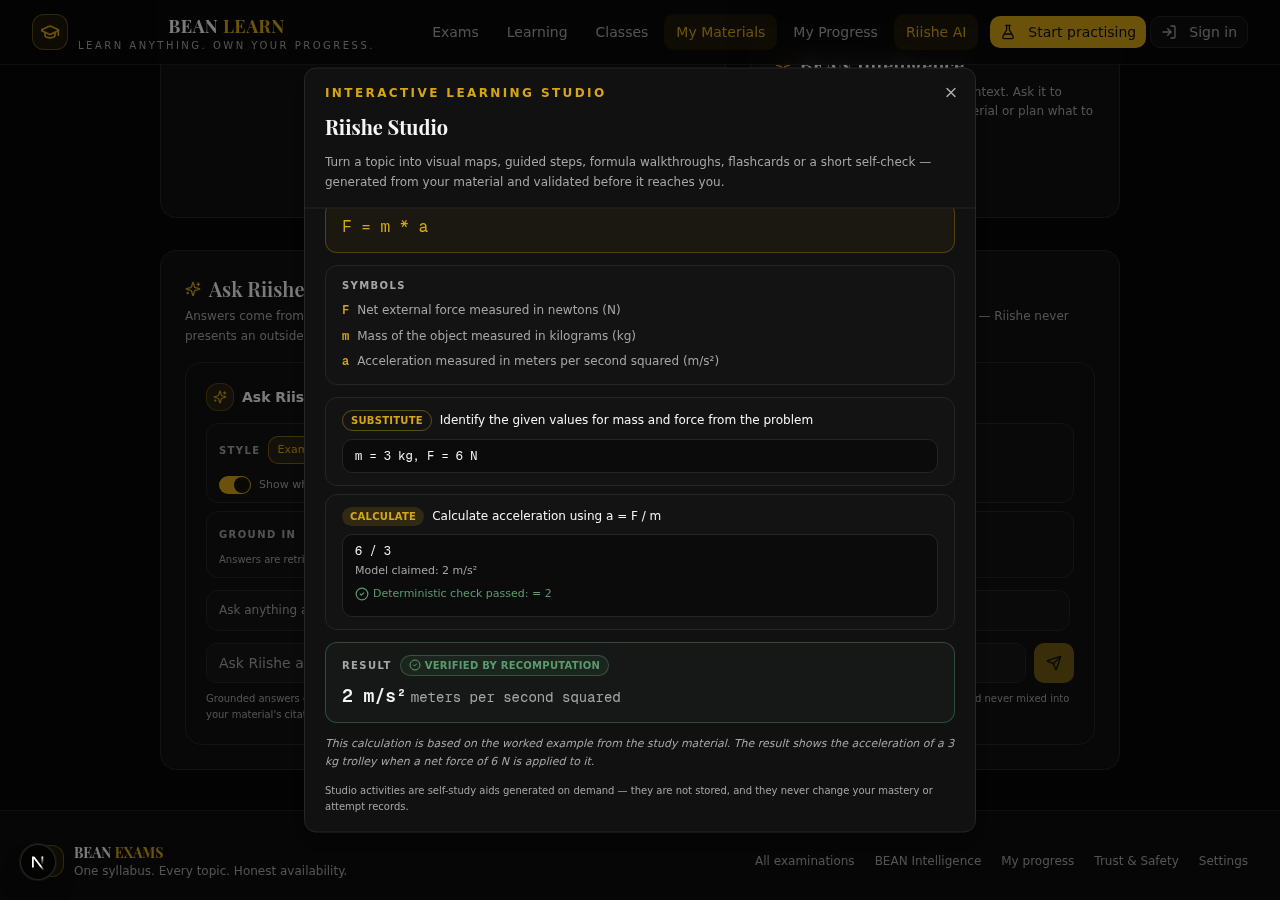 BEAN LEARN
LEARN ANYTHING. OWN YOUR PROGRESS.
Exams
Learning
Classes
My Materials
My Progress
Riishe AI
Start practising
Sign in
INTERACTIVE LEARNING STUDIO
Riishe Studio
Turn a topic into visual maps, guided steps, formula walkthroughs, flashcards or a short self-check —
generated from your material and validated before it reaches you.
F = m * a
SYMBOLS
F Net external force measured in newtons (N)
m Mass of the object measured in kilograms (kg)
a Acceleration measured in meters per second squared (m/s²)
SUBSTITUTE Identify the given values for mass and force from the problem
m = 3 kg, F = 6 N
CALCULATE Calculate acceleration using a = F / m
6 / 3
Model claimed: 2 m/s²
Deterministic check passed: = 2
RESULT VERIFIED BY RECOMPUTATION
2 m/s² meters per second squared
This calculation is based on the worked example from the study material. The result shows the acceleration of a 3
kg trolley when a net force of 6 N is applied to it.
Studio activities are self-study aids generated on demand — they are not stored, and they never change your mastery or
attempt records.
Ask Riishe
Answers come from
presents an outside
— Riishe never
Ask Riis
STYLE
Exam
Show wh
GROUND IN
Answers are retri
Ask anything a
Ask Riishe a
Grounded answers
your material's citat
d never mixed into
ntext. Ask it to
erial or plan what to
BEAN EXAMS
One syllabus. Every topic. Honest availability.
All examinations
BEAN Intelligence
My progress
Trust & Safety
Settings
N